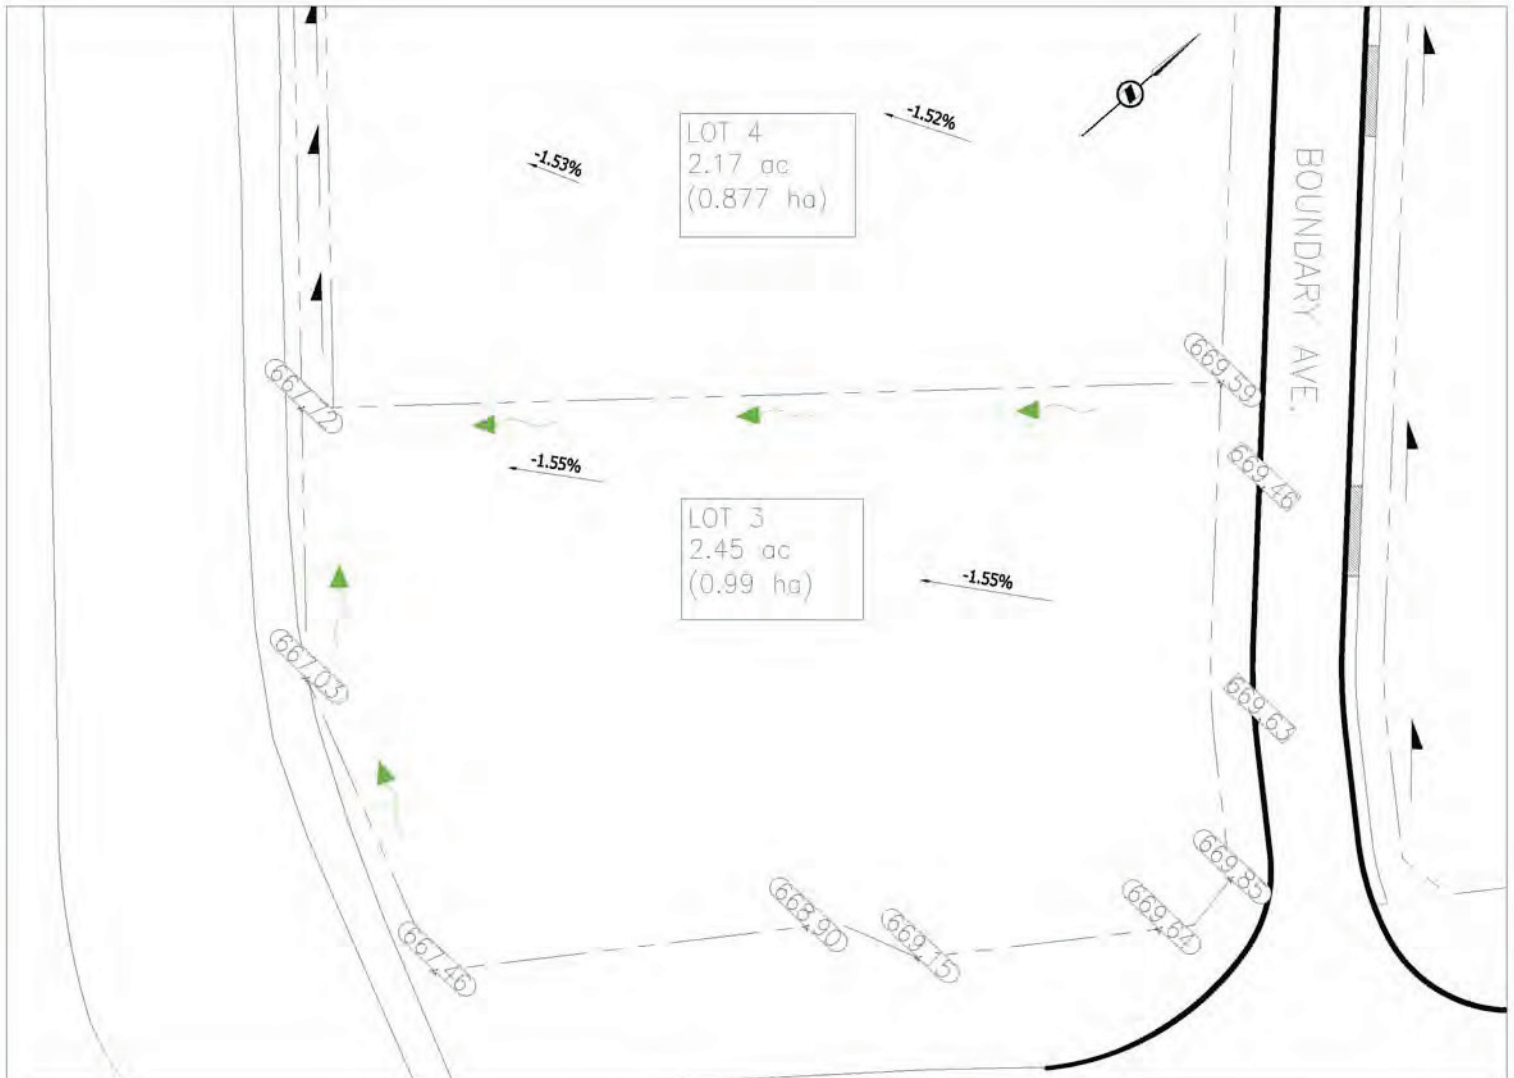 -1.52%
LOT 4
2.17 ac
(0.877 ha)
-1.53%
BOUNDARY AVE.
667.72
669.59
-1.55%
669.46
LOT 3
2.45 ac
(0.99 ha)
-1.55%
667.03
669.63
669.85
668.90
669.64
669.15
667.46